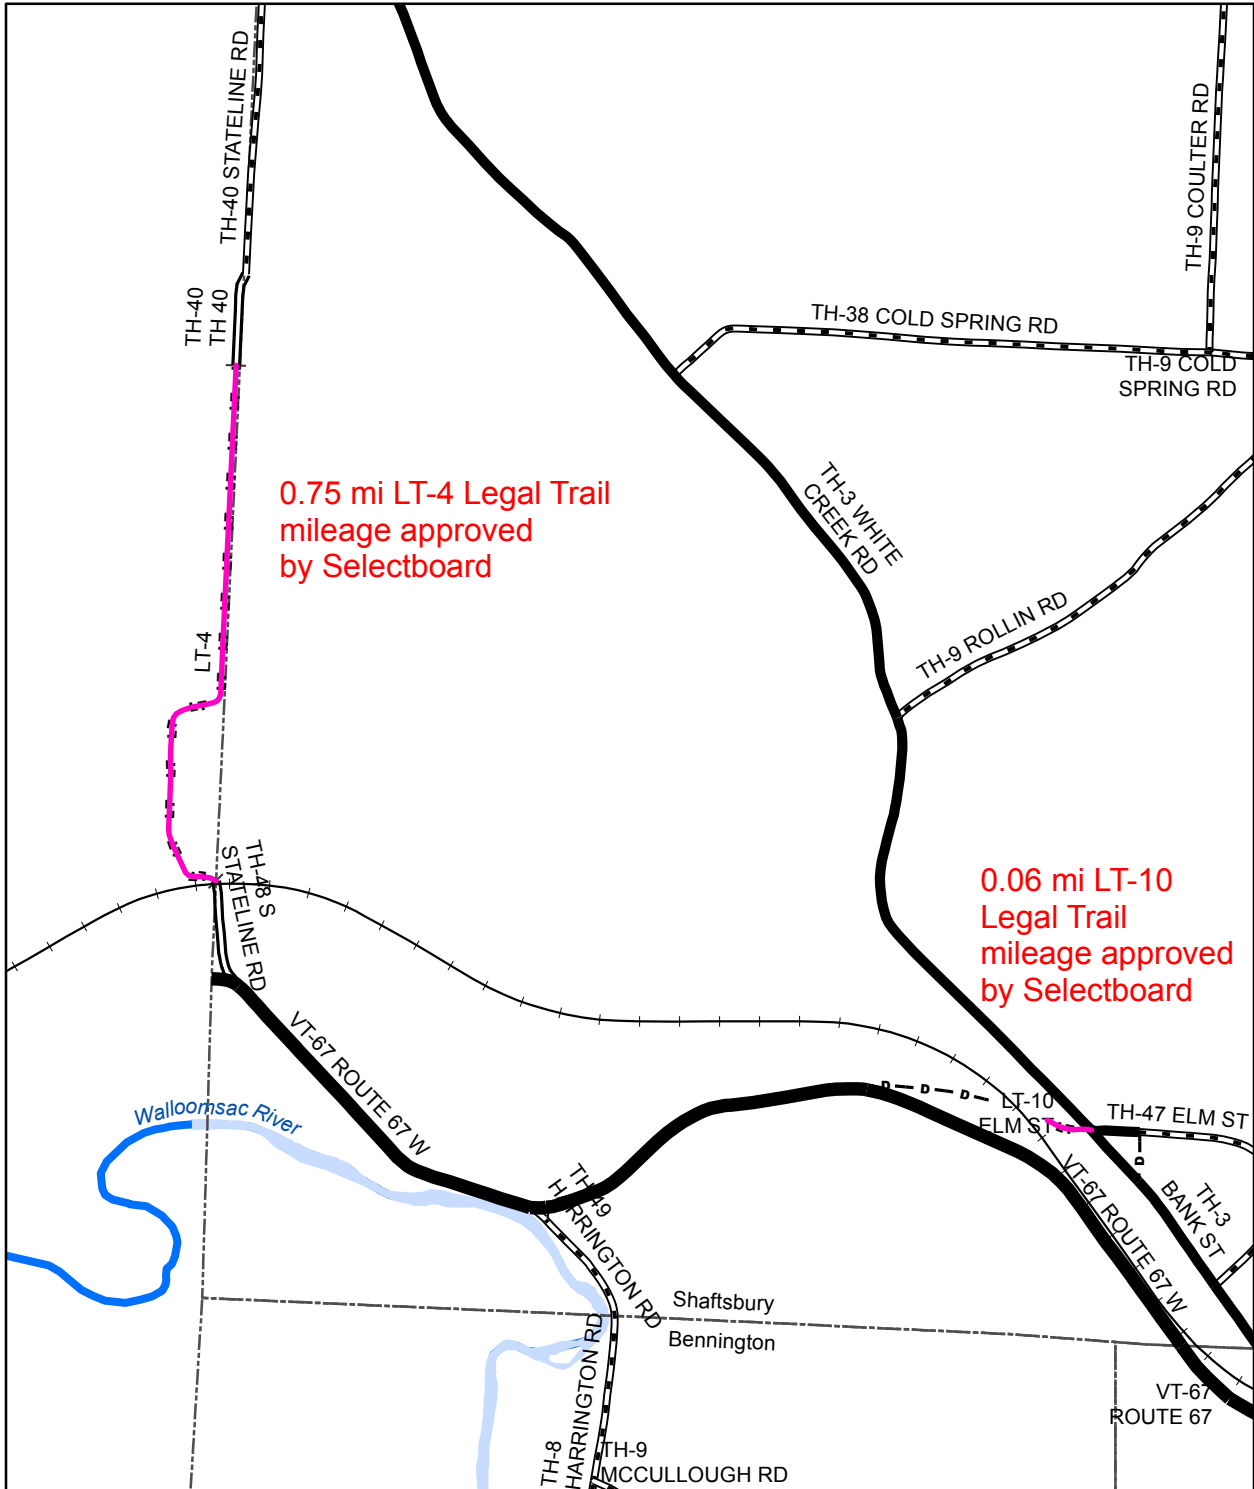 TH-40 STATELINE RD
TH-9 COULTER RD
TH-40
TH 40
TH-38 COLD SPRING RD
TH-9 COLD
SPRING RD
0.75 mi LT-4 Legal Trail
mileage approved
by Selectboard
TH-3 WHITE
CREEK RD
TH-9 ROLLIN RD
LT-4
TH-48 S
STATELINE RD
0.06 mi LT-10
Legal Trail
mileage approved
by Selectboard
VT-67 ROUTE 67 W
D D D
LT-10
ELM ST
TH-47 ELM ST
Walloomsac River
D
TH-49
HARRINGTON RD
VT-67 ROUTE 67 W
TH-3
BANK ST
Shaftsbury
Bennington
TH-8
HARRINGTON RD
VT-67
ROUTE 67
TH-9
MCCULLOUGH RD